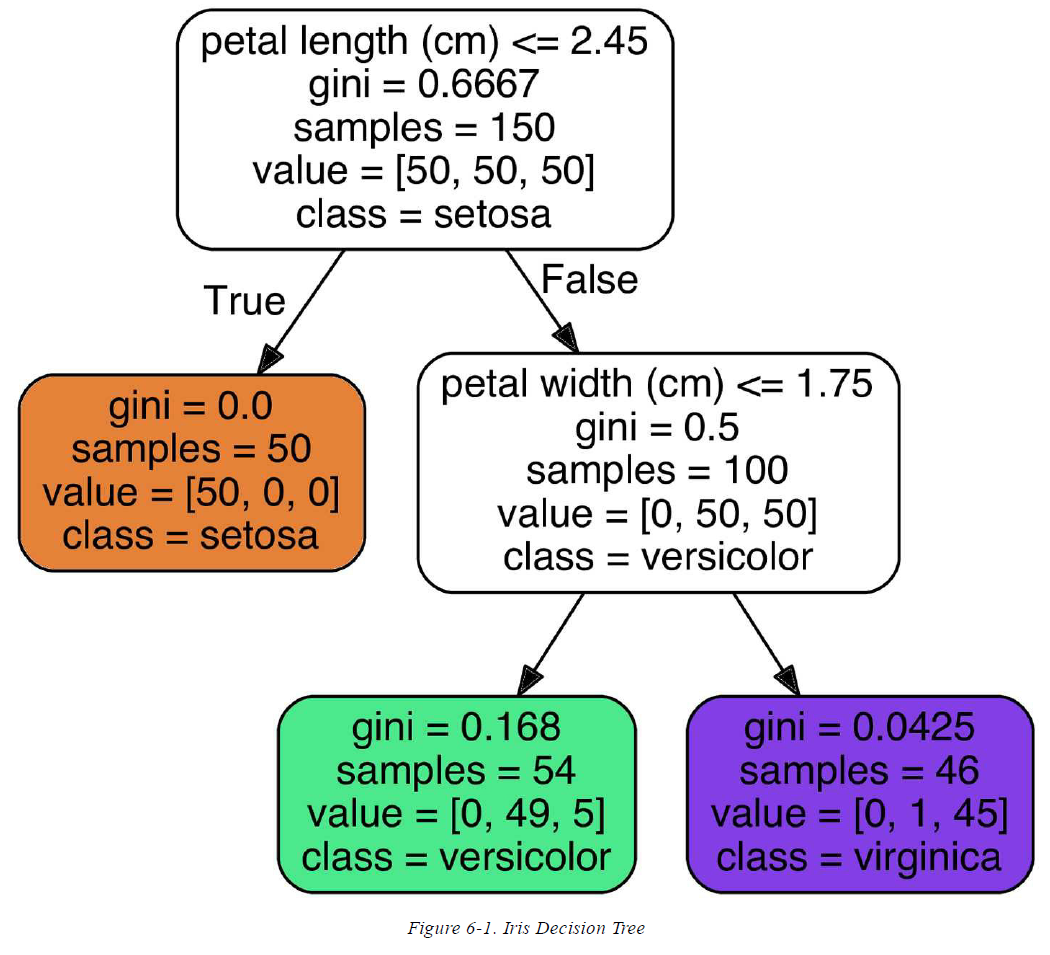 petal length (cm) <= 2.45
gini = 0.6667
samples = 150
value = [50, 50, 50]
class = setosa
True
False
gini = 0.0
samples = 50
value = [50, 0, 0]
class = setosa
petal width (cm) <= 1.75
gini = 0.5
samples = 100
value = [0, 50, 50]
class = versicolor
gini = 0.168
samples = 54
value = [0, 49, 5]
class = versicolor
gini = 0.0425
samples = 46
value = [0, 1, 45]
class = virginica
Figure 6-1. Iris Decision Tree